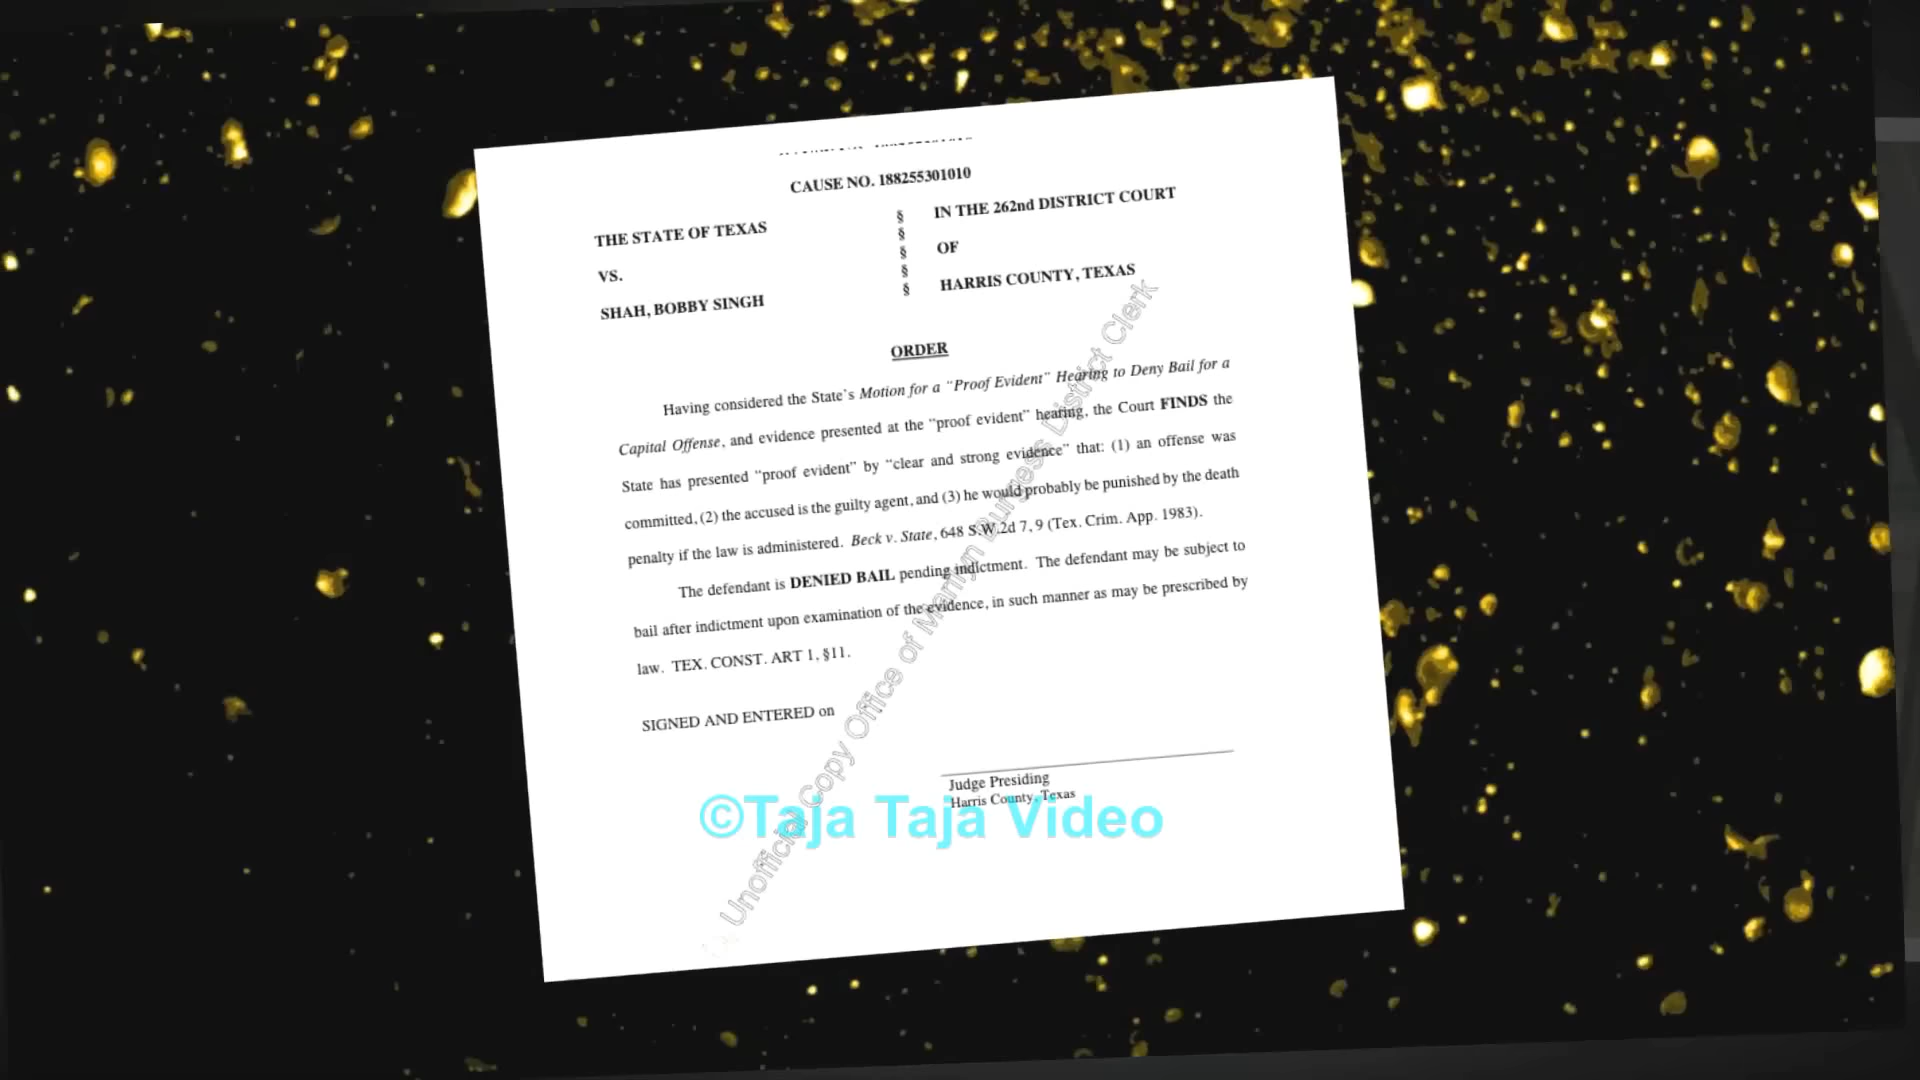 CAUSE NO. 188255301010
THE STATE OF TEXAS § IN THE 262nd DISTRICT COURT
§
VS. § OF
§
SHAH, BOBBY SINGH § HARRIS COUNTY, TEXAS
ORDER
Having considered the State's Motion for a “Proof Evident” Hearing to Deny Bail for a
Capital Offense, and evidence presented at the “proof evident” hearing, the Court FINDS the
State has presented “proof evident” by “clear and strong evidence” that: (1) an offense was
committed, (2) the accused is the guilty agent, and (3) he would probably be punished by the death
penalty if the law is administered. Beck v. State, 648 S.W.2d 7, 9 (Tex. Crim. App. 1983).
The defendant is DENIED BAIL pending indictment. The defendant may be subject to
bail after indictment upon examination of the evidence, in such manner as may be prescribed by
law. TEX. CONST. ART 1, §11.
SIGNED AND ENTERED on
Judge Presiding
Harris County, Texas
Unofficial Copy Office of Marilyn Burgess District Clerk
©Taja Taja Video